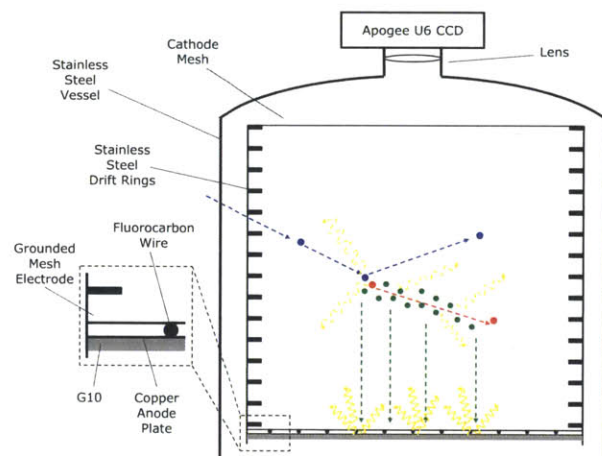 Apogee U6 CCD
Cathode
Mesh
Lens
Stainless
Steel
Vessel
Stainless
Steel
Drift Rings
Fluorocarbon
Wire
Grounded
Mesh
Electrode
G10
Copper
Anode
Plate